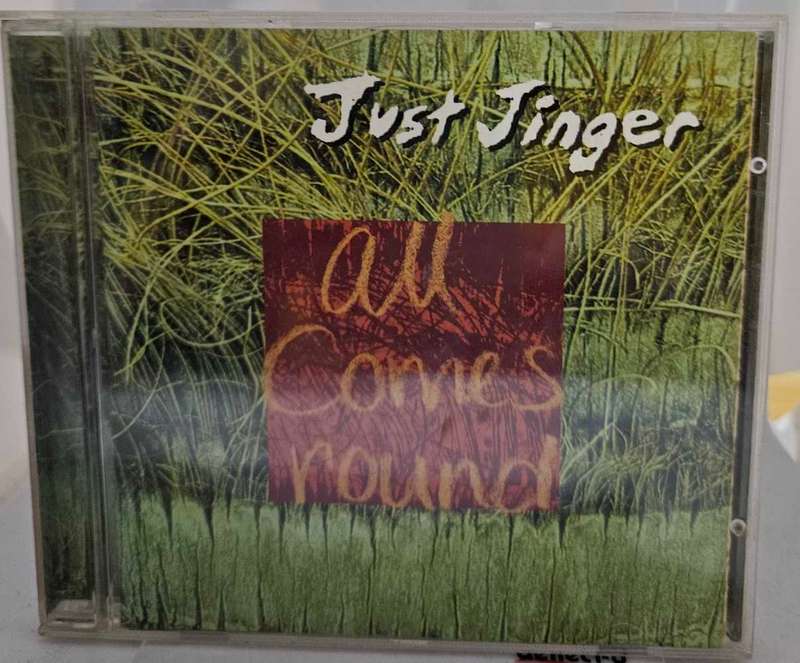 Just Jinger
all
Comes
round